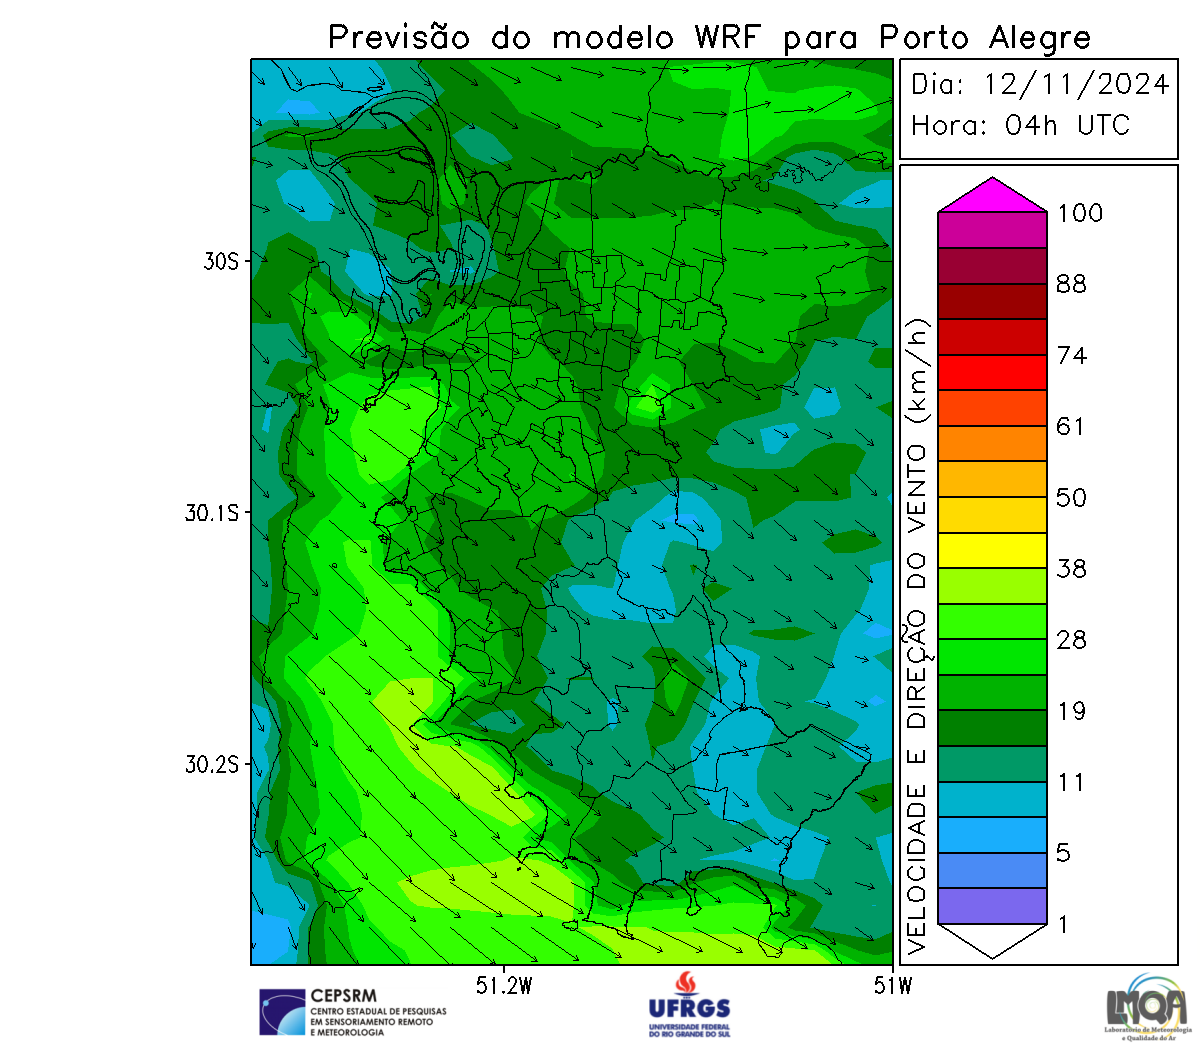 Previsão do modelo WRF para Porto Alegre
Dia: 12/11/2024
Hora: 04h UTC
30S
30.1S
30.2S
51.2W
51W
VELOCIDADE E DIREÇÃO DO VENTO (km/h)
100
88
74
61
50
38
28
19
11
5
1
CEPSRM
CENTRO ESTADUAL DE PESQUISAS
EM SENSORIAMENTO REMOTO
E METEOROLOGIA
UFRGS
UNIVERSIDADE FEDERAL
DO RIO GRANDE DO SUL
LMQA
Laboratório de Meteorologia
e Qualidade do Ar